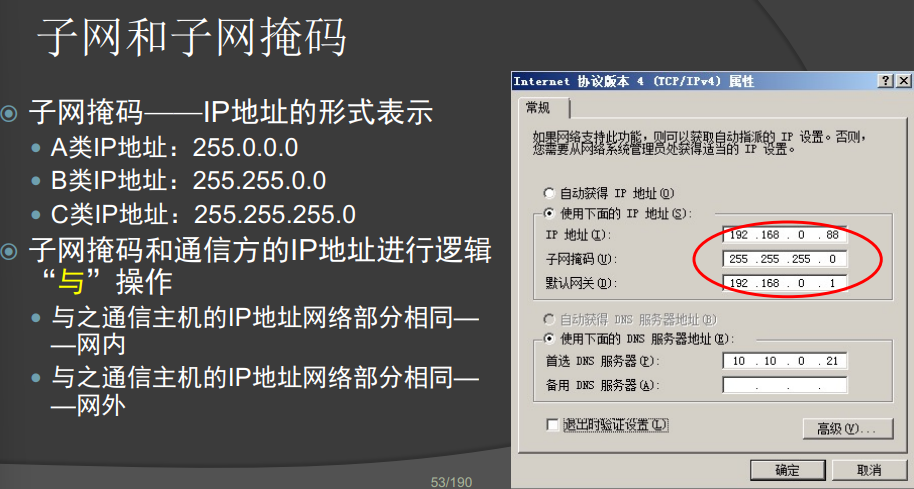 子网和子网掩码
子网掩码——IP地址的形式表示
A类IP地址：255.0.0.0
B类IP地址：255.255.0.0
C类IP地址：255.255.255.0
子网掩码和通信方的IP地址进行逻辑
“与”操作
与之通信主机的IP地址网络部分相同—
—网内
与之通信主机的IP地址网络部分相同—
—网外
53/190
Internet 协议版本 4 (TCP/IPv4) 属性
常规
如果网络支持此功能，则可以获取自动指派的 IP 设置。否则，
您需要从网络系统管理员处获得适当的 IP 设置。
自动获得 IP 地址(O)
使用下面的 IP 地址(S):
IP 地址(I): 192 .168 . 0 . 88
子网掩码(U): 255 .255 .255 . 0
默认网关(D): 192 .168 . 0 . 1
自动获得 DNS 服务器地址(B)
使用下面的 DNS 服务器地址(E):
首选 DNS 服务器(P): 10 . 10 . 0 . 21
备用 DNS 服务器(A): . . .
退出时验证设置(L)
高级(V)...
确定
取消